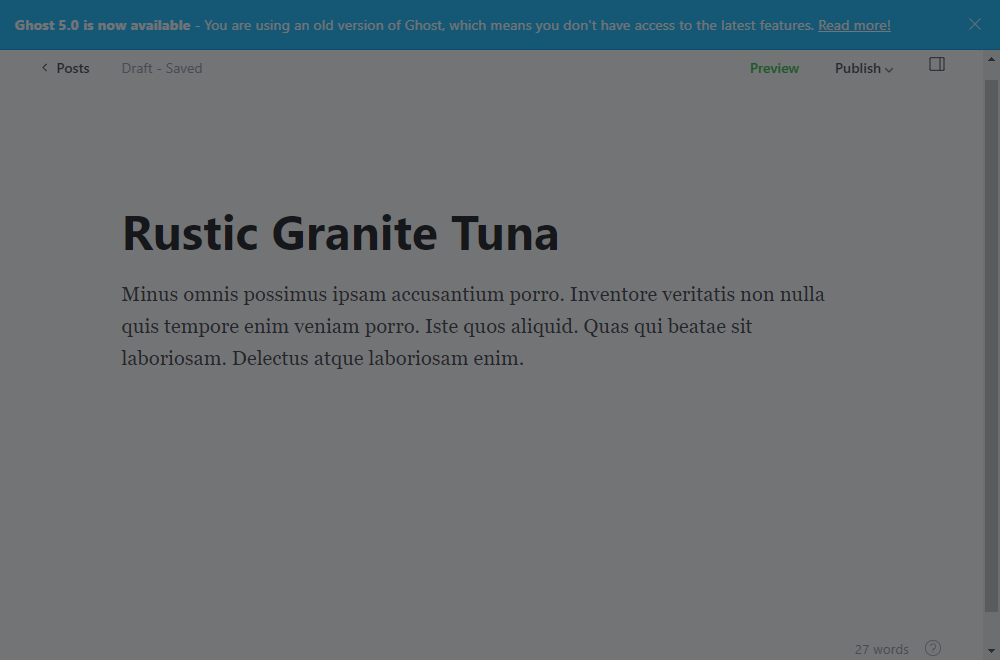 Ghost 5.0 is now available - You are using an old version of Ghost, which means you don't have access to the latest features. Read more!
Posts Draft - Saved Preview Publish
Rustic Granite Tuna
Minus omnis possimus ipsam accusantium porro. Inventore veritatis non nulla
quis tempore enim veniam porro. Iste quos aliquid. Quas qui beatae sit
laboriosam. Delectus atque laboriosam enim.
27 words ?